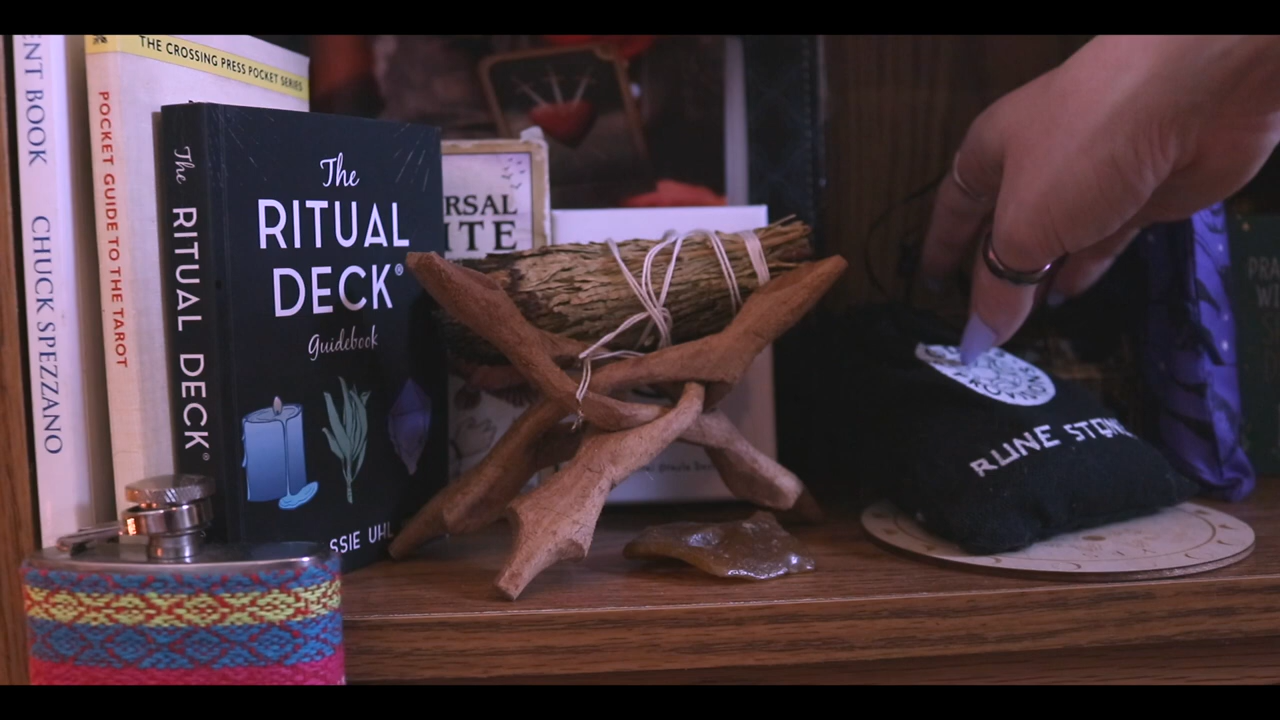 ENT BOOK
CHUCK SPEZZANO
THE CROSSING PRESS POCKET SERIES
POCKET GUIDE TO THE TAROT
The RITUAL DECK®
The
RITUAL
DECK®
Guidebook
SSIE UHL
RSAL
ITE
RUNE STON